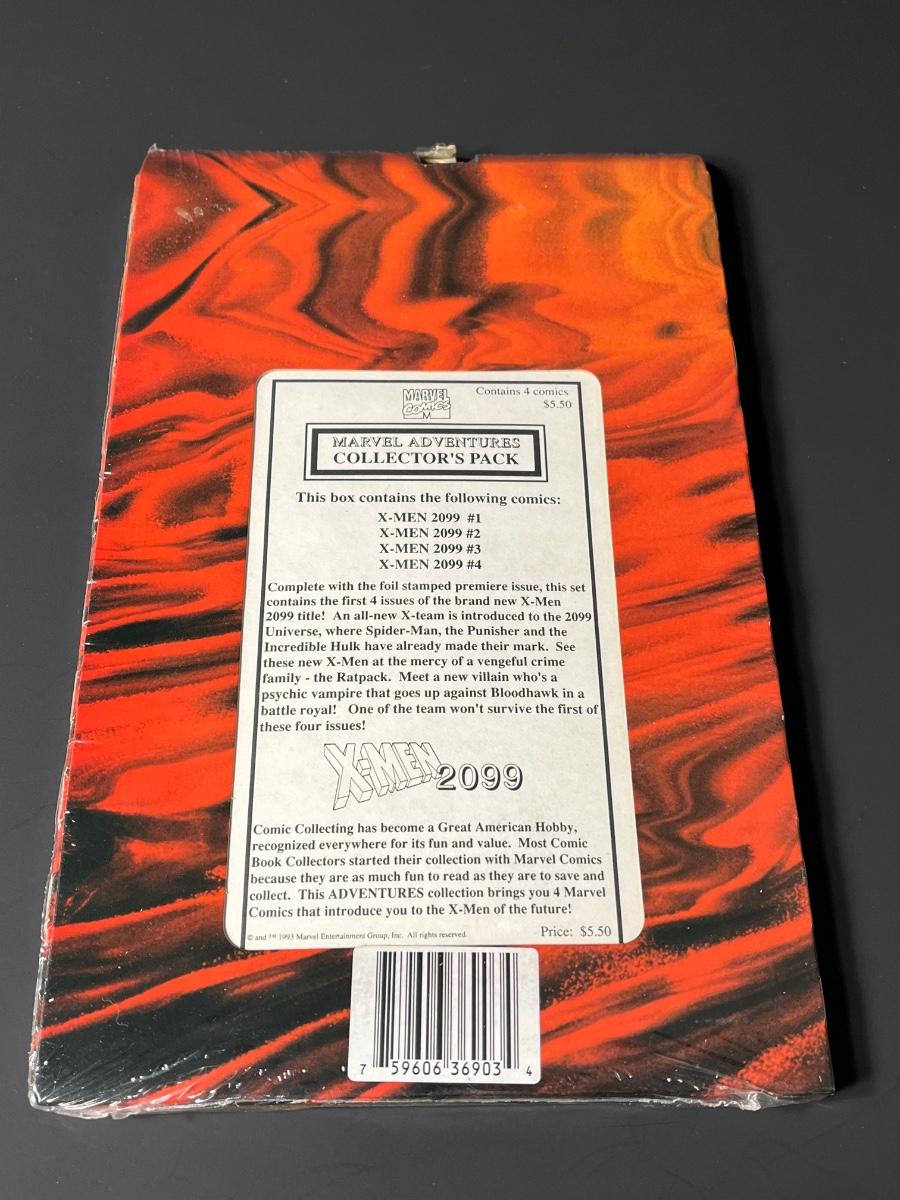 MARVEL
COMICS
M
Contains 4 comics
$5.50
MARVEL ADVENTURES
COLLECTOR'S PACK
This box contains the following comics:
X-MEN 2099 #1
X-MEN 2099 #2
X-MEN 2099 #3
X-MEN 2099 #4
Complete with the foil stamped premiere issue, this set
contains the first 4 issues of the brand new X-Men
2099 title! An all-new X-team is introduced to the 2099
Universe, where Spider-Man, the Punisher and the
Incredible Hulk have already made their mark. See
these new X-Men at the mercy of a vengeful crime
family - the Ratpack. Meet a new villain who's a
psychic vampire that goes up against Bloodhawk in a
battle royal! One of the team won't survive the first of
these four issues!
X-MEN 2099
Comic Collecting has become a Great American Hobby,
recognized everywhere for its fun and value. Most Comic
Book Collectors started their collection with Marvel Comics
because they are as much fun to read as they are to save and
collect. This ADVENTURES collection brings you 4 Marvel
Comics that introduce you to the X-Men of the future!
© and ™ 1993 Marvel Entertainment Group, Inc. All rights reserved.
Price: $5.50
7 59606 36903 4